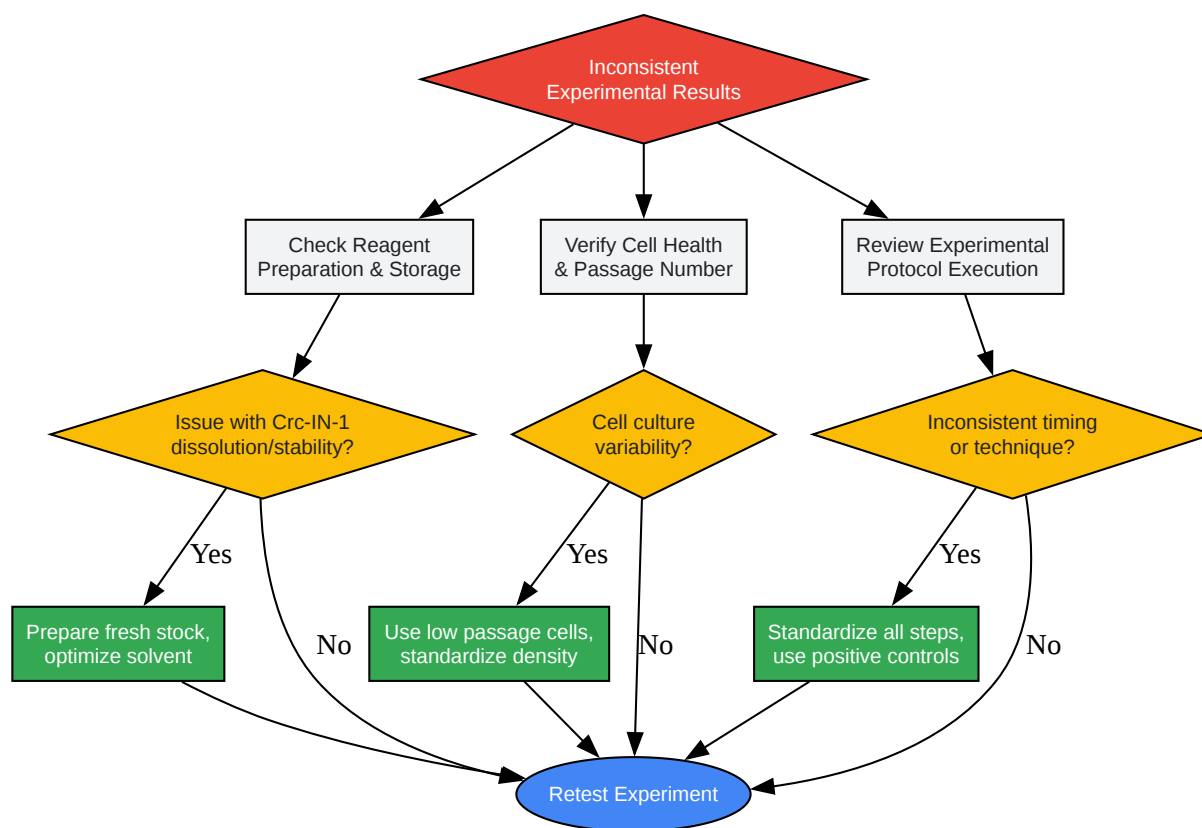 Inconsistent
Experimental Results
Check Reagent
Preparation & Storage
Verify Cell Health
& Passage Number
Review Experimental
Protocol Execution
Issue with Crc-IN-1
dissolution/stability?
Cell culture
variability?
Inconsistent timing
or technique?
Yes
Yes
Yes
Prepare fresh stock,
optimize solvent
No
Use low passage cells,
standardize density
No
Standardize all steps,
use positive controls
No
Retest Experiment